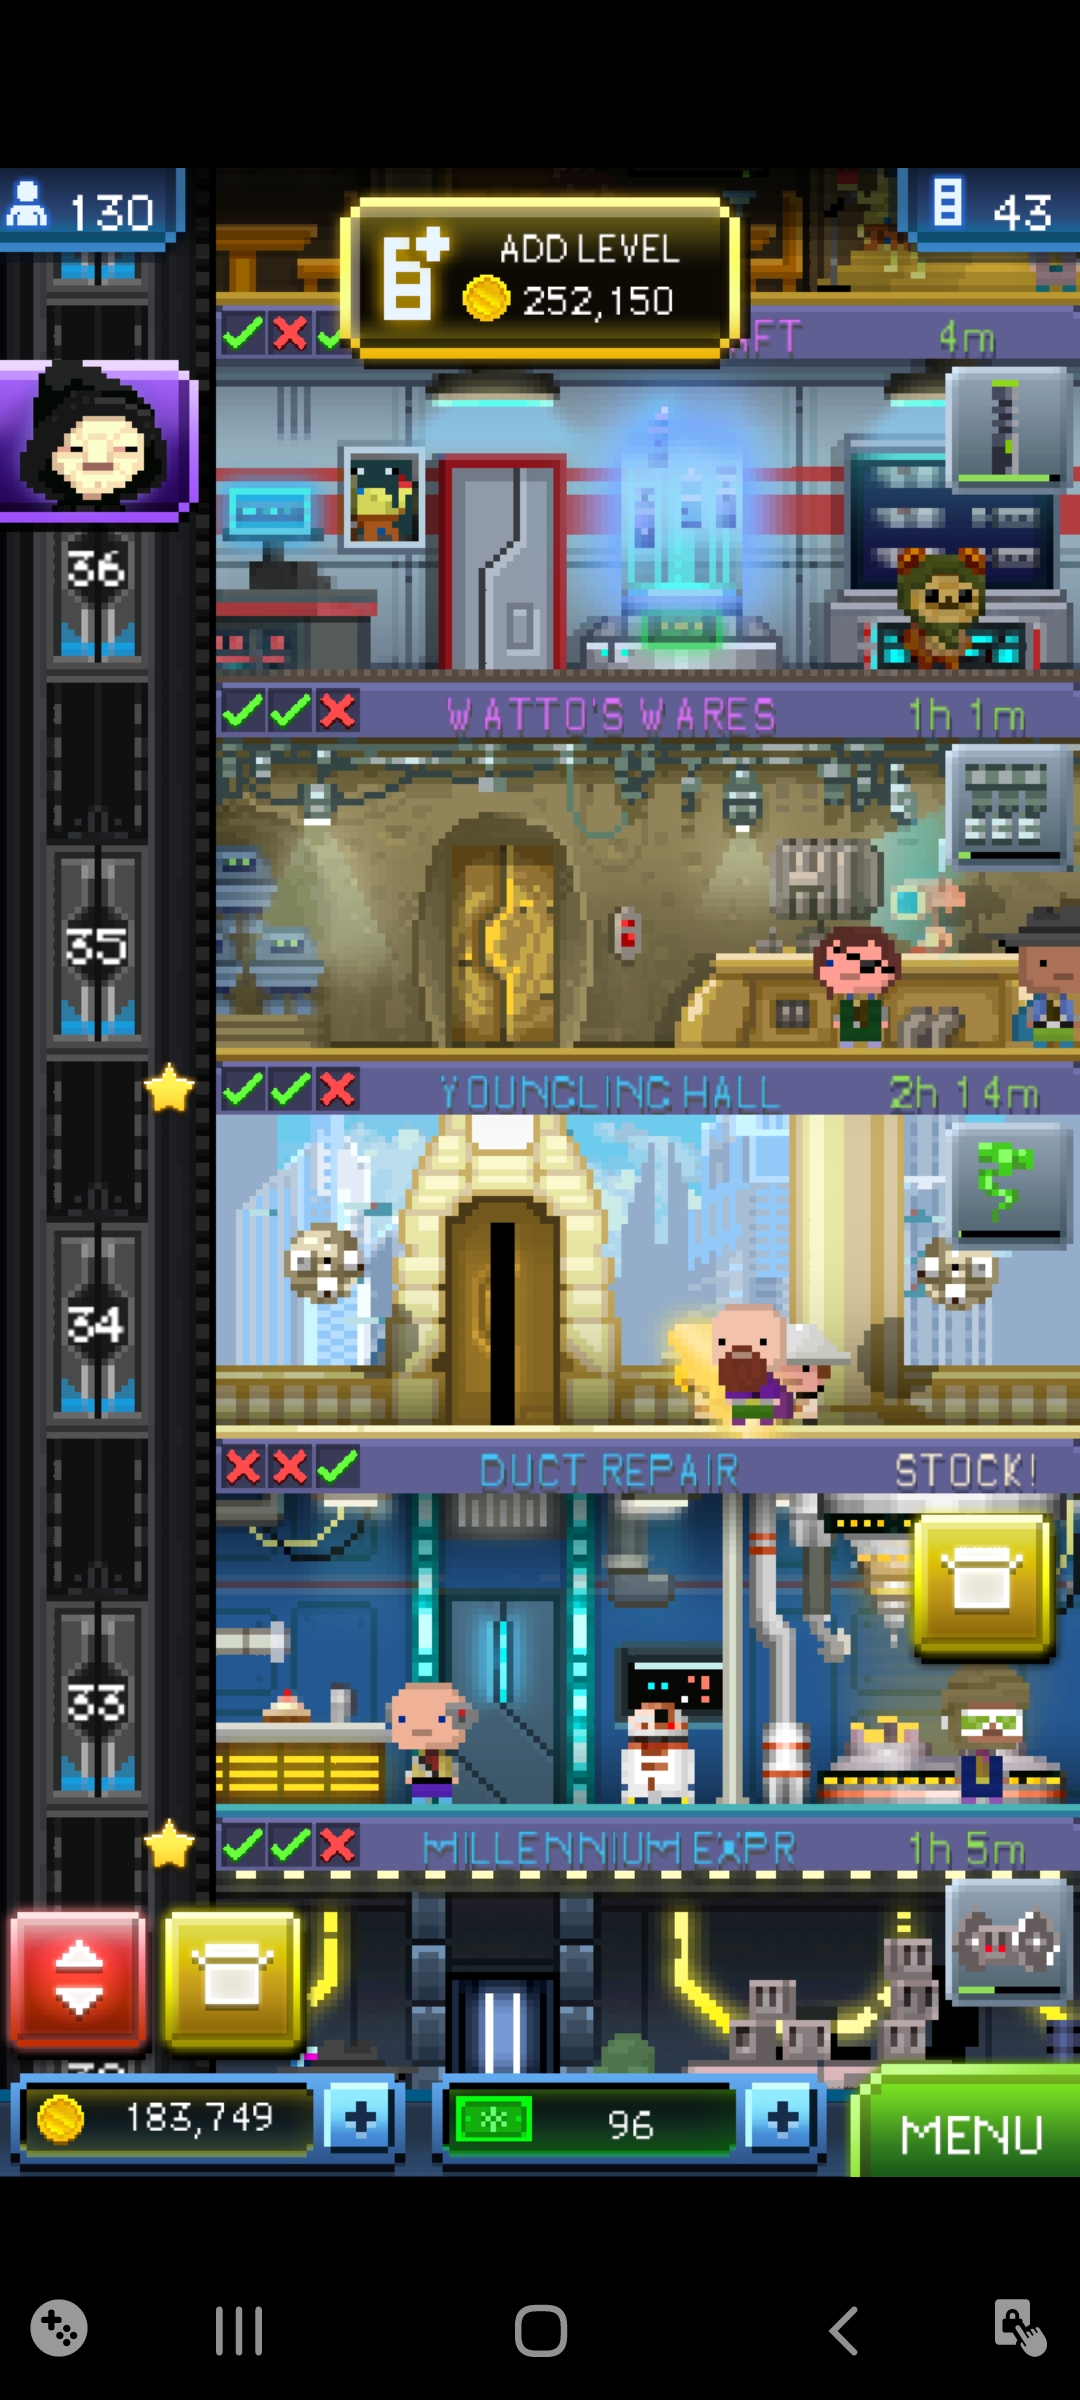 130
ADD LEVEL
252,150
43
4m
36
WATTO'S WARES
1h 1m
35
YOUNGLING HALL
2h 14m
34
DUCT REPAIR
STOCK!
33
MILLENNIUM EXPR
1h 5m
183,749
96
MENU